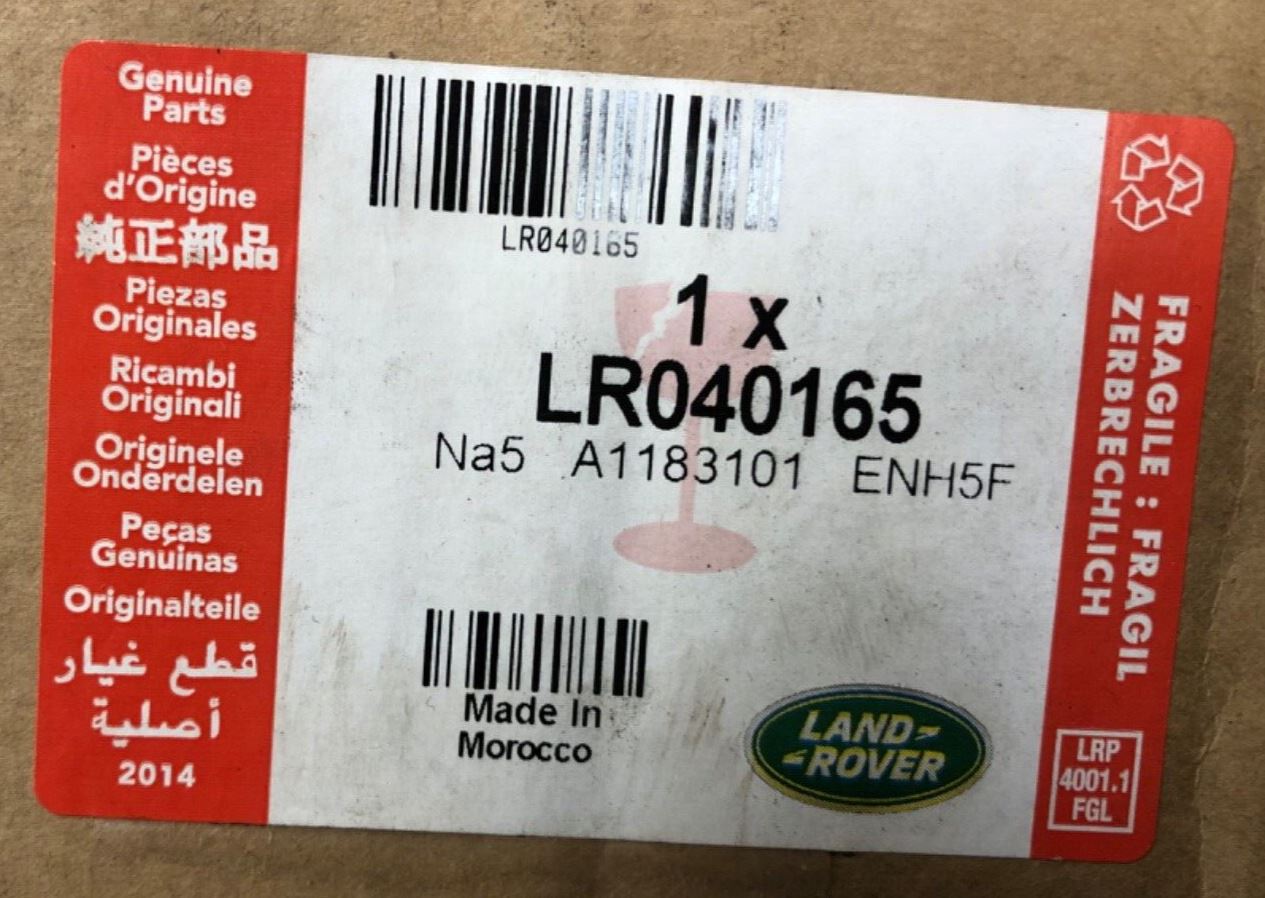 Genuine
Parts
Pièces
d'Origine
純正部品
Piezas
Originales
Ricambi
Originali
Originele
Onderdelen
Peças
Genuinas
Originalteile
قطع غيار
أصلية
2014
LR040165
1 x
LR040165
Na5 A1183101 ENH5F
Made In
Morocco
LAND-
-ROVER
FRAGILE : FRAGIL
ZERBRECHLICH
LRP
4001.1
FGL